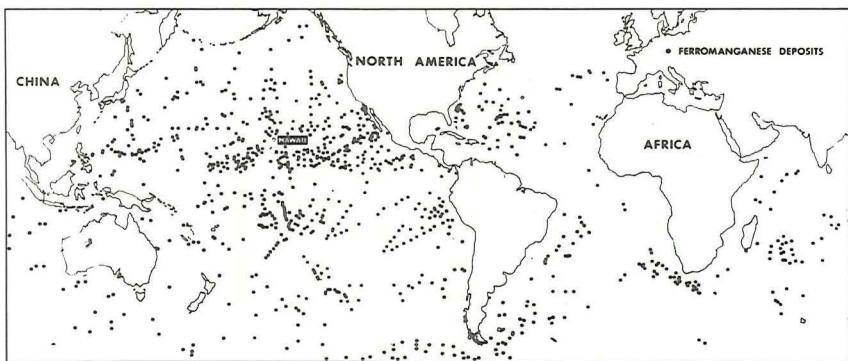 NORTH AMERICA
FERROMANGANESE DEPOSITS
CHINA
HAWAII
AFRICA